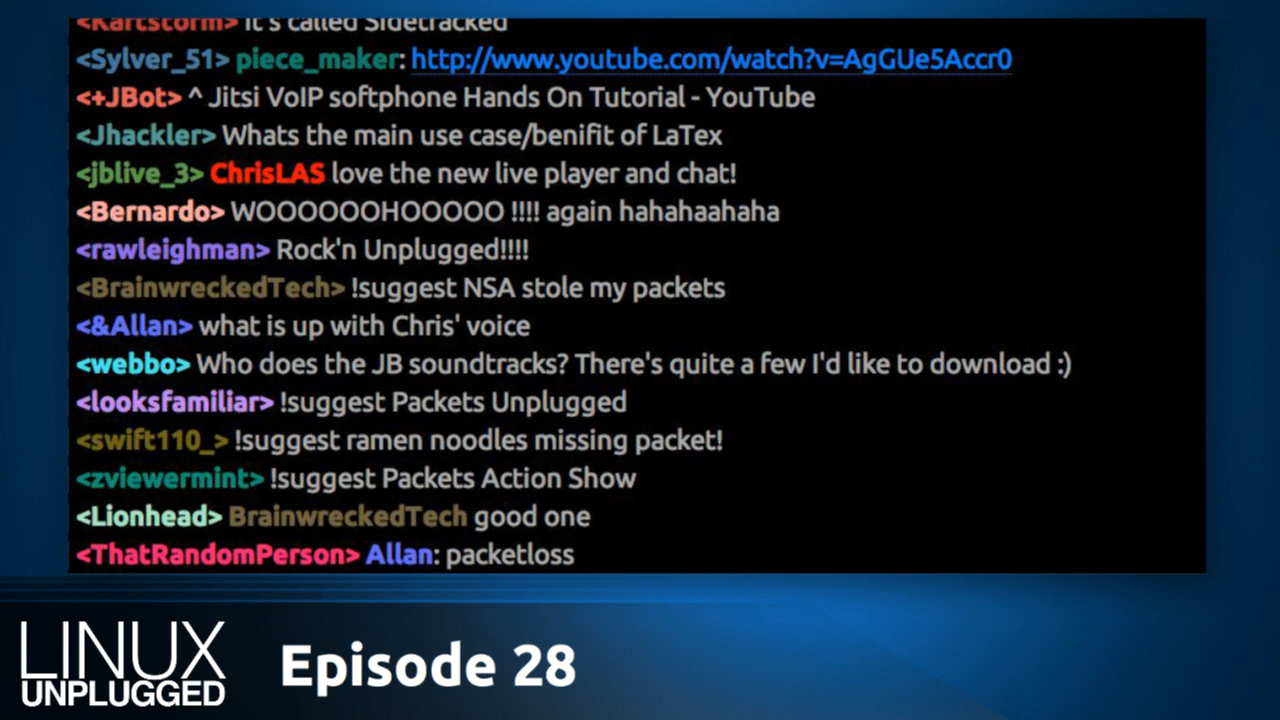 <Kartstorm> it's called Sidetracked
<Sylver_51> piece_maker: http://www.youtube.com/watch?v=AgGUe5Accr0
<+JBot> ^ Jitsi VoIP softphone Hands On Tutorial - YouTube
<Jhackler> Whats the main use case/benifit of LaTex
<jblive_3> ChrisLAS love the new live player and chat!
<Bernardo> WOOOOOOHOOOOO !!!! again hahahaahaha
<rawleighman> Rock'n Unplugged!!!!
<BrainwreckedTech> !suggest NSA stole my packets
<&Allan> what is up with Chris' voice
<webbo> Who does the JB soundtracks? There's quite a few I'd like to download :)
<looksfamiliar> !suggest Packets Unplugged
<swift110_> !suggest ramen noodles missing packet!
<zviewermint> !suggest Packets Action Show
<Lionhead> BrainwreckedTech good one
<ThatRandomPerson> Allan: packetloss
LINUX
UNPLUGGED
Episode 28